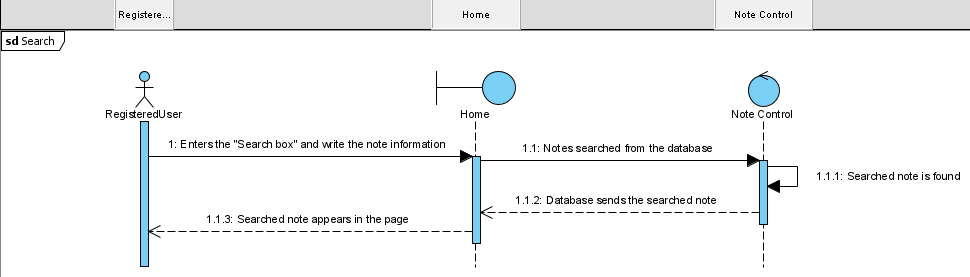 Registere...
Home
Note Control
sd Search
RegisteredUser
Home
Note Control
1: Enters the "Search box" and write the note information
1.1: Notes searched from the database
1.1.1: Searched note is found
1.1.2: Database sends the searched note
1.1.3: Searched note appears in the page